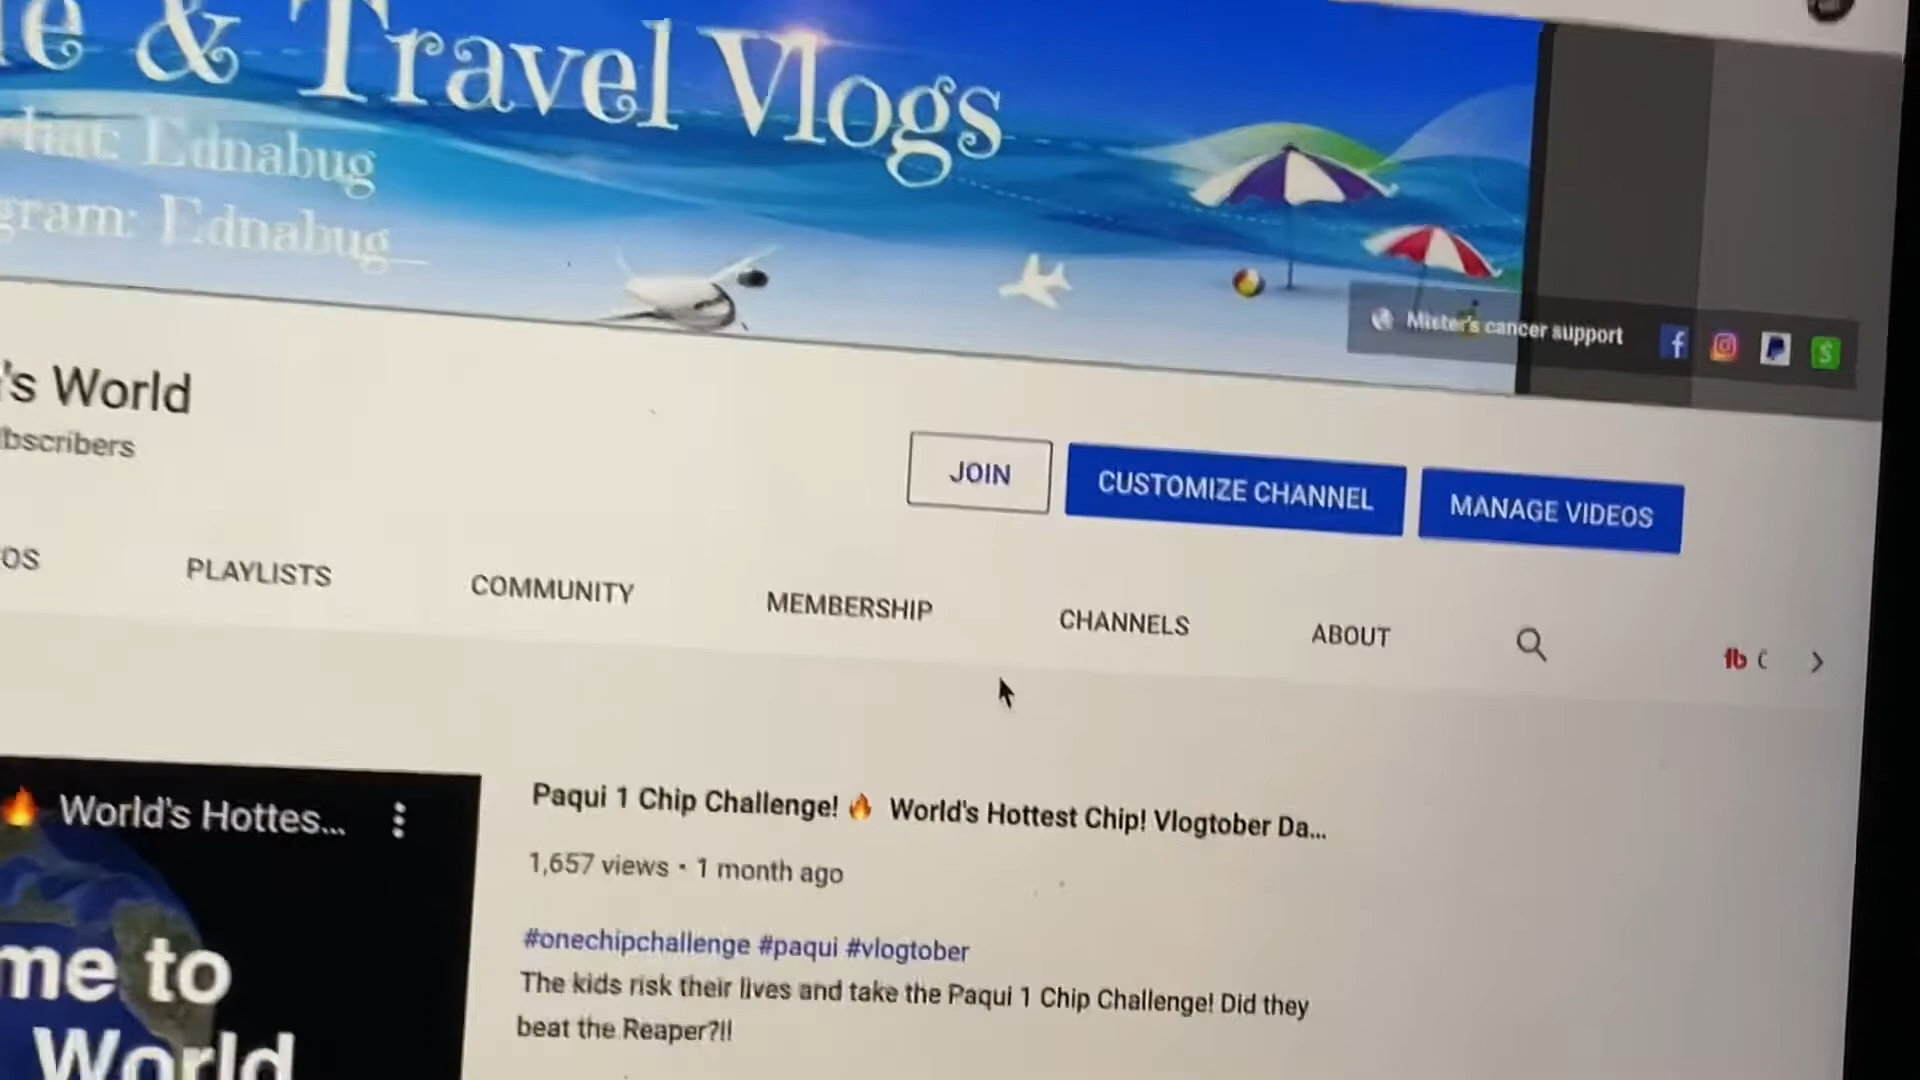 & Travel Vlogs
Ednabug
gram: Ednabug_
Mister's cancer support
's World
bscribers
JOIN
CUSTOMIZE CHANNEL
MANAGE VIDEOS
OS
PLAYLISTS
COMMUNITY
MEMBERSHIP
CHANNELS
ABOUT
World's Hottes...
Paqui 1 Chip Challenge! 🔥 World's Hottest Chip! Vlogtober Da...
1,657 views • 1 month ago
#onechipchallenge #paqui #vlogtober
The kids risk their lives and take the Paqui 1 Chip Challenge! Did they
beat the Reaper?!!
me to
World